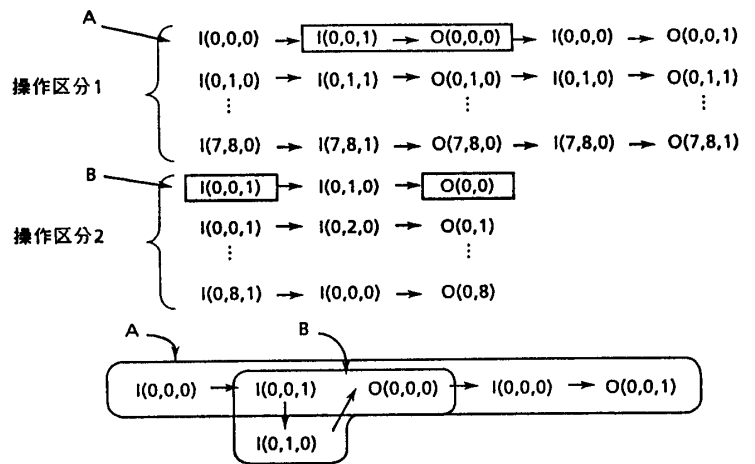 A
I(0,0,0) → I(0,0,1) → O(0,0,0) → I(0,0,0) → O(0,0,1)
操作区分1
I(0,1,0) → I(0,1,1) → O(0,1,0) → I(0,1,0) → O(0,1,1)
⋮ ⋮ ⋮
I(7,8,0) → I(7,8,1) → O(7,8,0) → I(7,8,0) → O(7,8,1)
B
I(0,0,1) → I(0,1,0) → O(0,0)
操作区分2
I(0,0,1) → I(0,2,0) → O(0,1)
⋮ ⋮
I(0,8,1) → I(0,0,0) → O(0,8)
A
B
I(0,0,0) → I(0,0,1) O(0,0,0) → I(0,0,0) → O(0,0,1)
I(0,1,0)